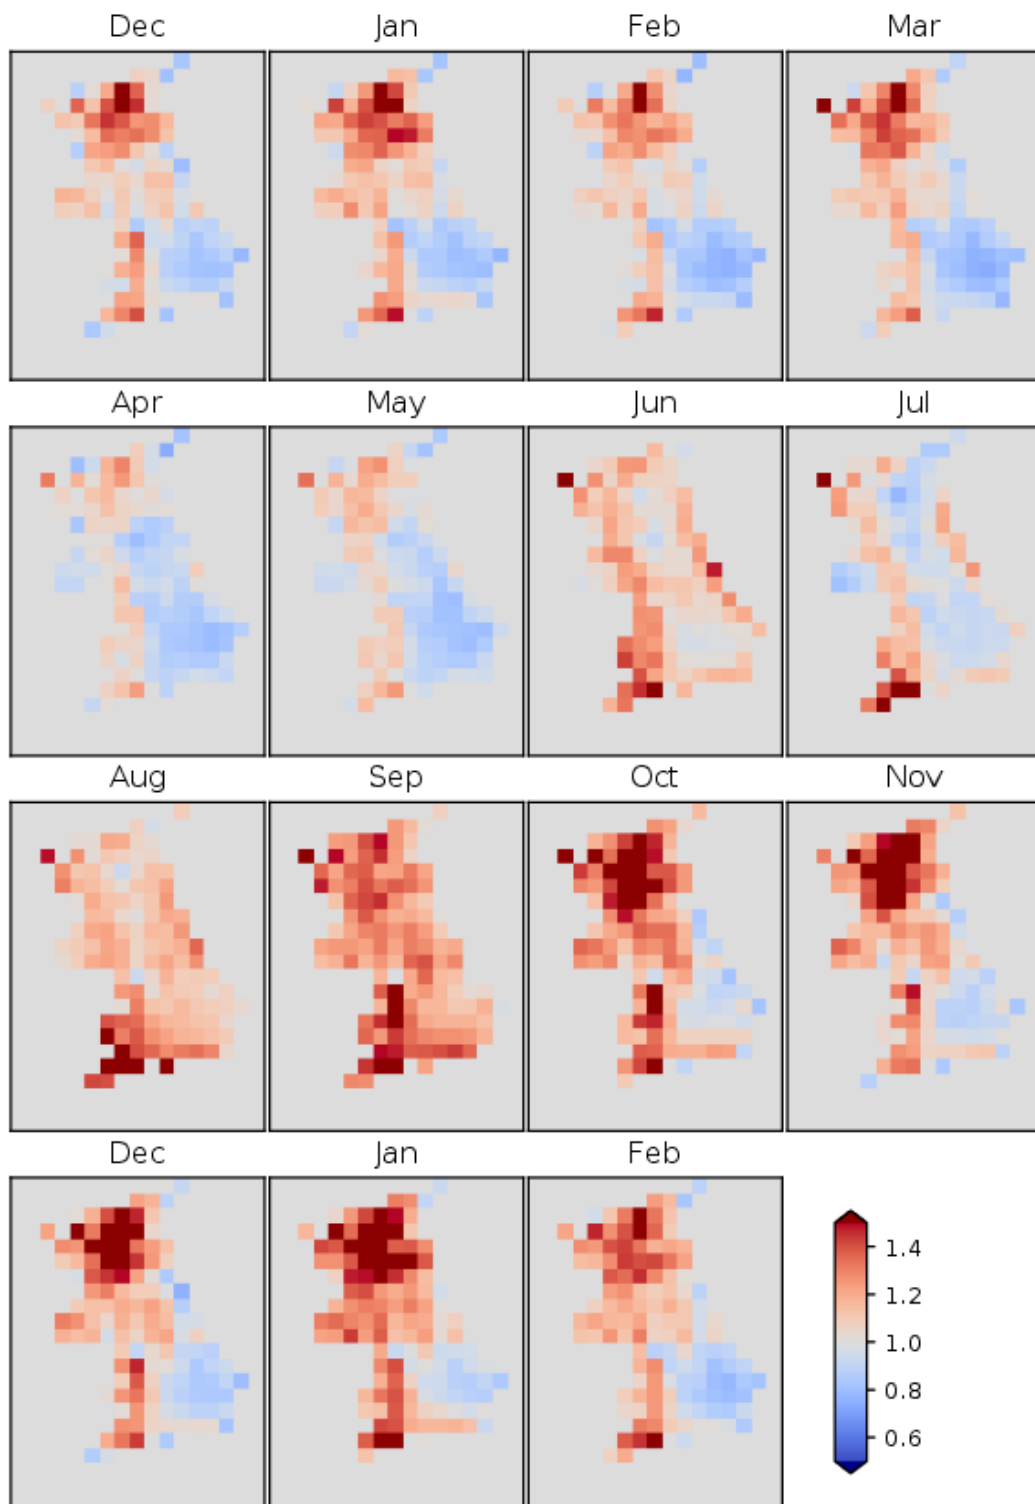 Dec Jan Feb Mar
Apr May Jun Jul
Aug Sep Oct Nov
Dec Jan Feb
1.4
1.2
1.0
0.8
0.6